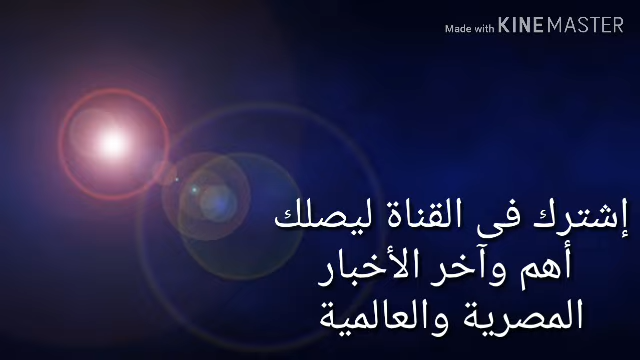 Made with KINEMASTER
إشترك فى القناة ليصلك
أهم وآخر الأخبار
المصرية والعالمية